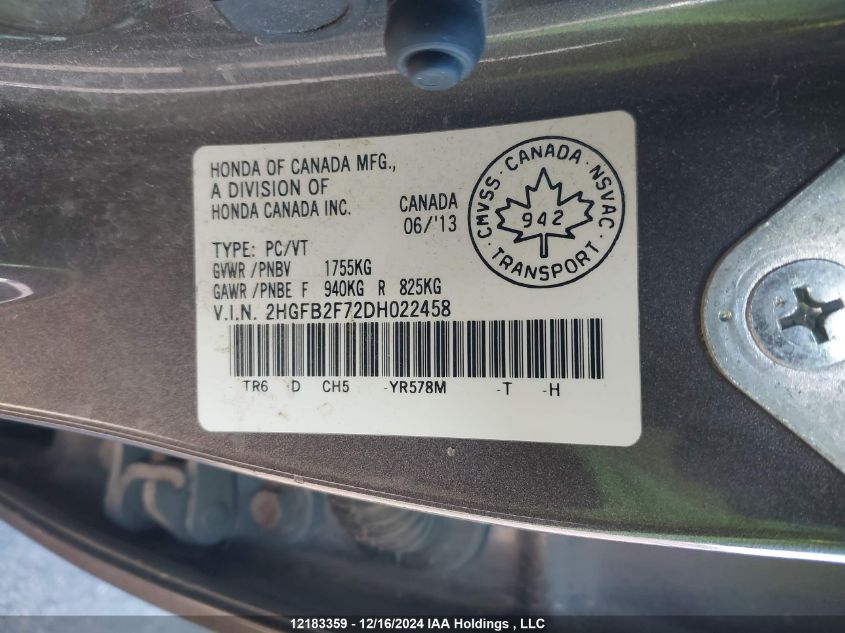 HONDA OF CANADA MFG.,
A DIVISION OF
HONDA CANADA INC.
CANADA
06/'13
TYPE: PC/VT
GVWR /PNBV 1755KG
GAWR /PNBE F 940KG R 825KG
V.I.N. 2HGFB2F72DH022458
TR6 D CH5 -YR578M -T -H
CMVSS · CANADA · NSVAC
942
· TRANSPORT ·
12183359 - 12/16/2024 IAA Holdings , LLC